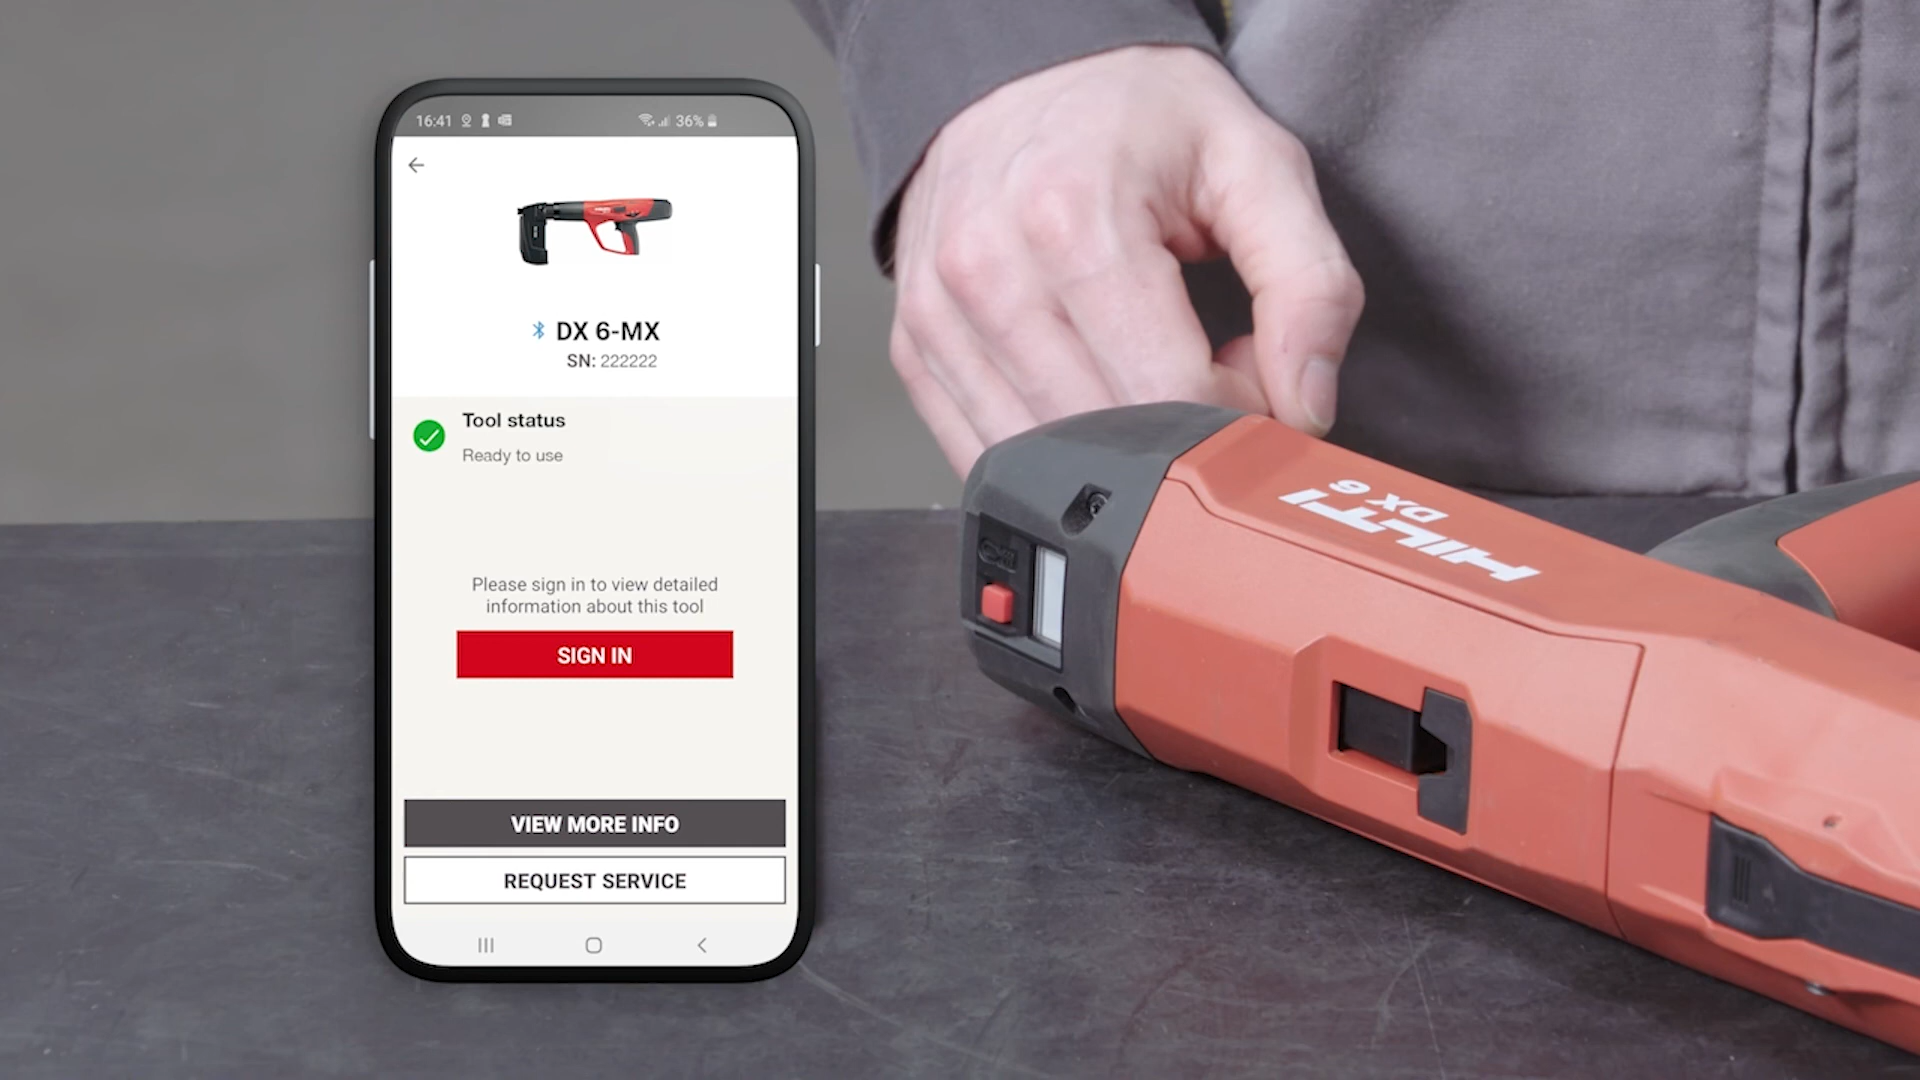 16:41
36%
DX 6-MX
SN: 222222
Tool status
Ready to use
Please sign in to view detailed
information about this tool
SIGN IN
VIEW MORE INFO
REQUEST SERVICE
HILTI
DX 6